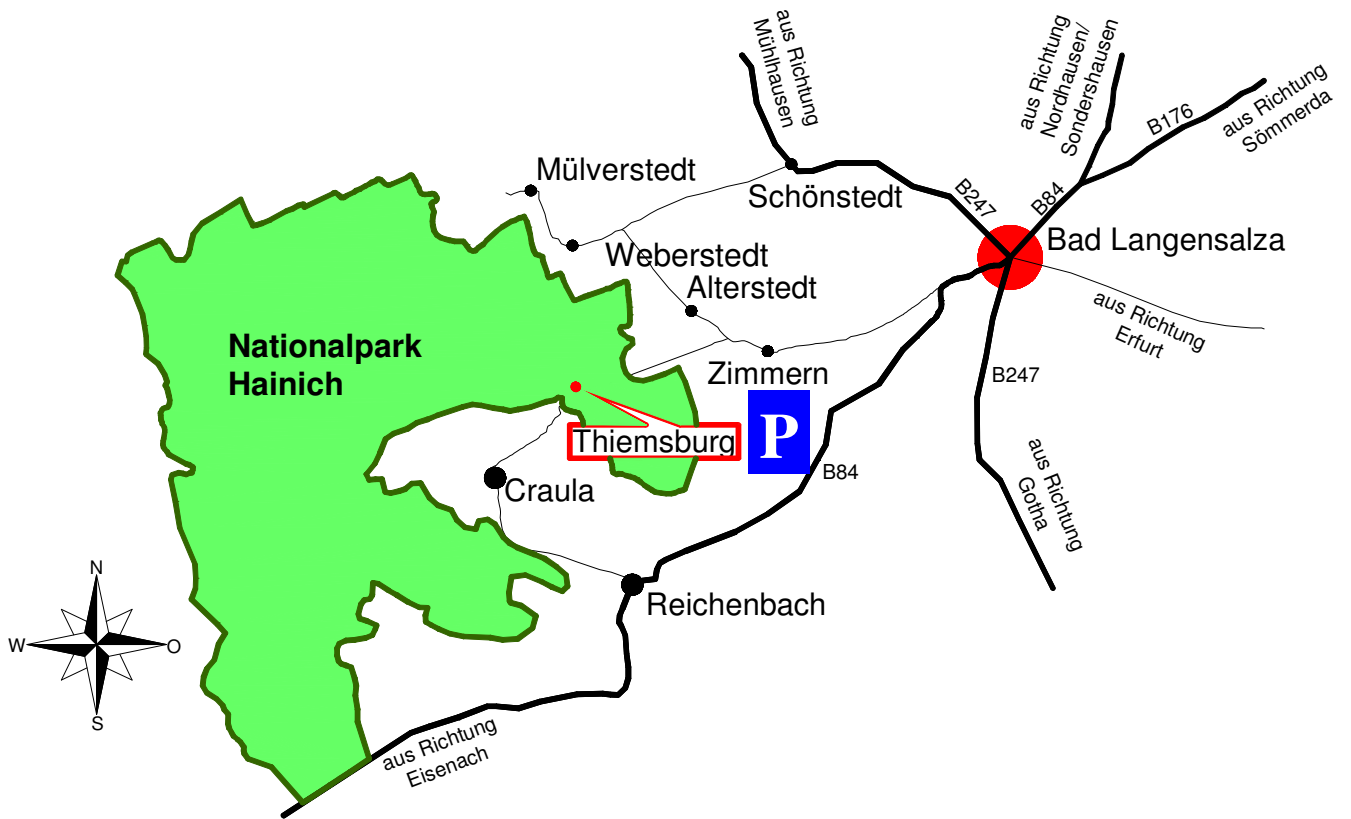 aus Richtung
Mühlhausen
aus Richtung
Nordhausen/
Sondershausen
B176
aus Richtung
Sömmerda
Mülverstedt
Schönstedt
B247
B84
Bad Langensalza
Weberstedt
Alterstedt
aus Richtung
Erfurt
Nationalpark
Hainich
Zimmern
B247
Thiemsburg
P
B84
aus Richtung
Gotha
Craula
Reichenbach
N
W
O
S
aus Richtung
Eisenach